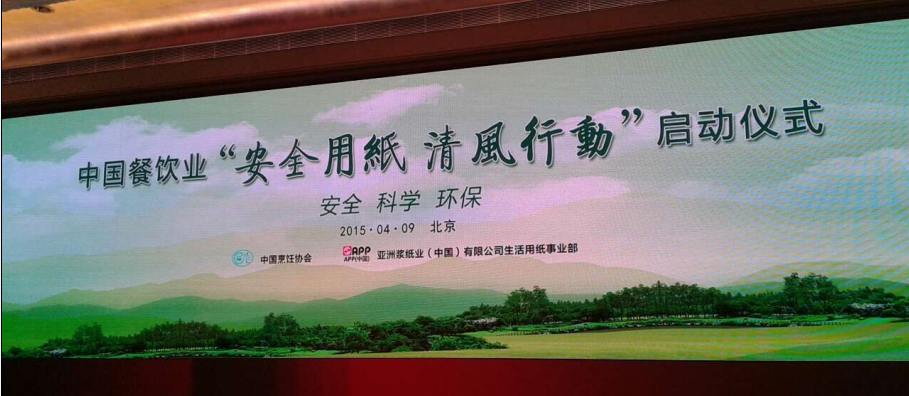 中国餐饮业“安全用紙 清風行動”启动仪式
安全 科学 环保
2015·04·09 北京
中国烹饪协会 APP APP(中国) 亚洲浆纸业（中国）有限公司生活用纸事业部